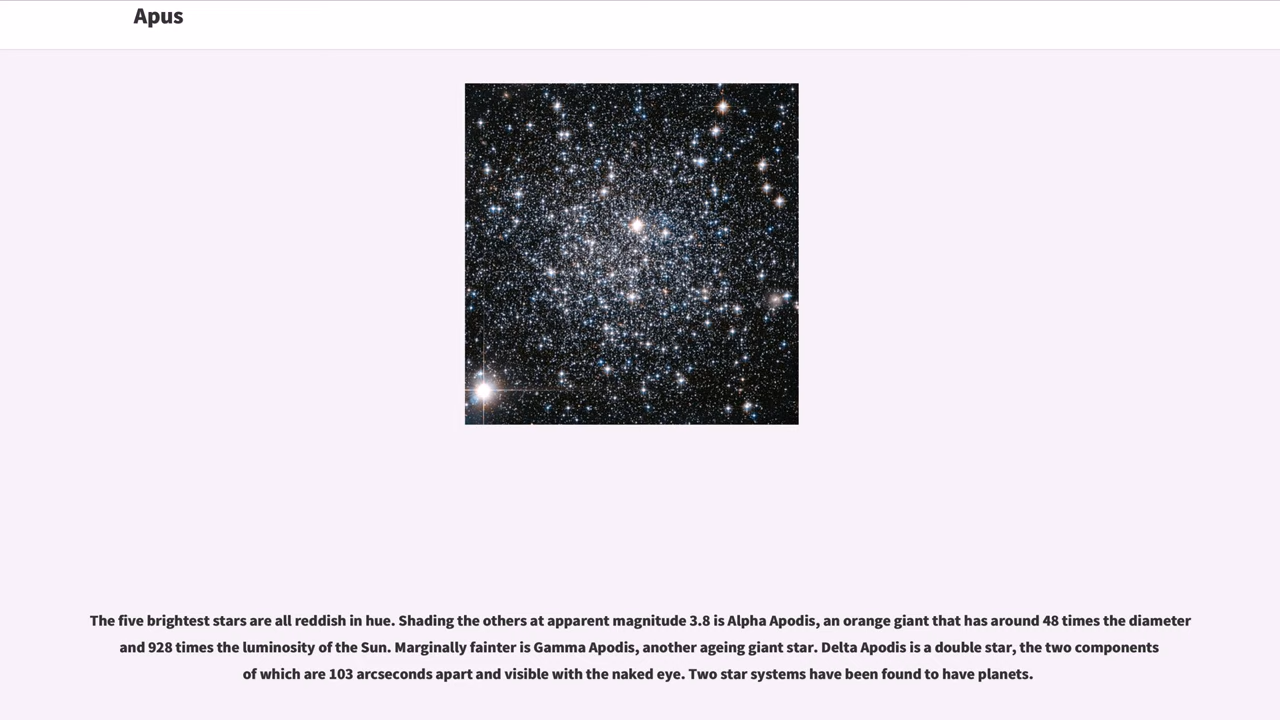 Apus
The five brightest stars are all reddish in hue. Shading the others at apparent magnitude 3.8 is Alpha Apodis, an orange giant that has around 48 times the diameter
and 928 times the luminosity of the Sun. Marginally fainter is Gamma Apodis, another ageing giant star. Delta Apodis is a double star, the two components
of which are 103 arcseconds apart and visible with the naked eye. Two star systems have been found to have planets.